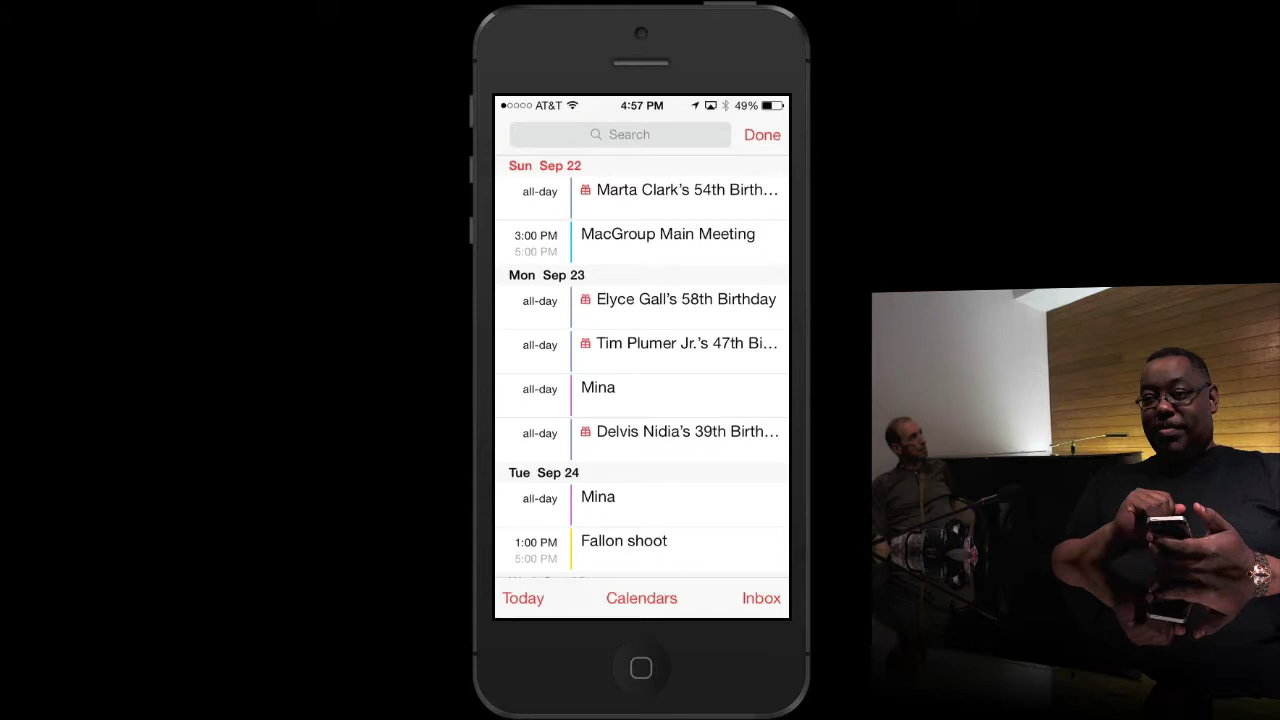 AT&T 4:57 PM 49%
Search Done
Sun Sep 22
all-day Marta Clark's 54th Birth...
3:00 PM MacGroup Main Meeting
5:00 PM
Mon Sep 23
all-day Elyce Gall's 58th Birthday
all-day Tim Plumer Jr.'s 47th Bi...
all-day Mina
all-day Delvis Nidia's 39th Birth...
Tue Sep 24
all-day Mina
1:00 PM Fallon shoot
5:00 PM
Today Calendars Inbox